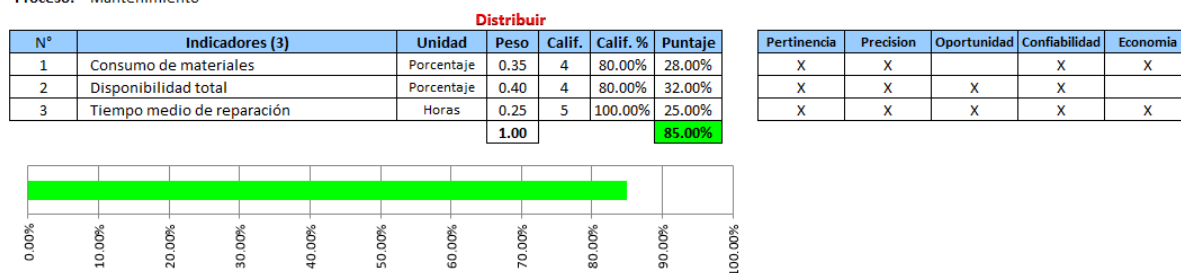 Proceso: Mantenimiento
Distribuir
N° Indicadores (3) Unidad Peso Calif. Calif. % Puntaje Pertinencia Precision Oportunidad Confiabilidad Economia
1 Consumo de materiales Porcentaje 0.35 4 80.00% 28.00% X X X X
2 Disponibilidad total Porcentaje 0.40 4 80.00% 32.00% X X X X
3 Tiempo medio de reparación Horas 0.25 5 100.00% 25.00% X X X X X
1.00 85.00%
0.00% 10.00% 20.00% 30.00% 40.00% 50.00% 60.00% 70.00% 80.00% 90.00% 100.00%